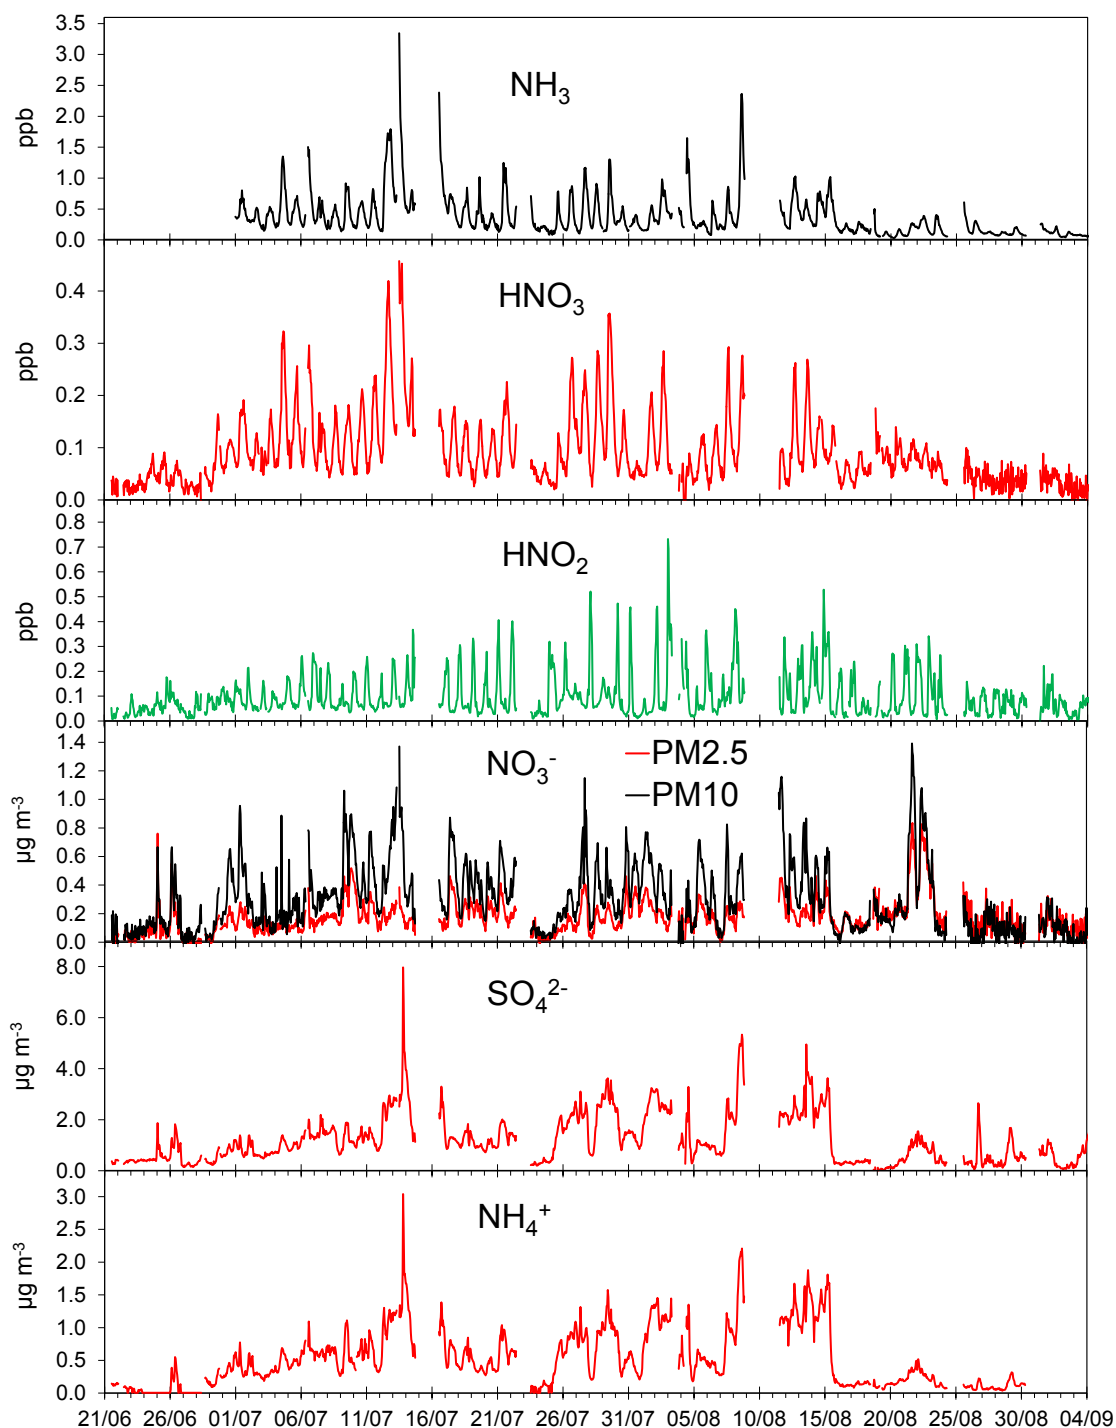 3.5
3.0
2.5
2.0
1.5
1.0
0.5
0.0
ppb
NH₃
0.4
0.3
0.2
0.1
0.0
ppb
HNO₃
0.8
0.7
0.6
0.5
0.4
0.3
0.2
0.1
0.0
ppb
HNO₂
1.4
1.2
1.0
0.8
0.6
0.4
0.2
0.0
µg m⁻³
NO₃⁻
PM2.5
PM10
8.0
6.0
4.0
2.0
0.0
µg m⁻³
SO₄²⁻
3.0
2.5
2.0
1.5
1.0
0.5
0.0
µg m⁻³
NH₄⁺
21/06 26/06 01/07 06/07 11/07 16/07 21/07 26/07 31/07 05/08 10/08 15/08 20/08 25/08 30/08 04/09